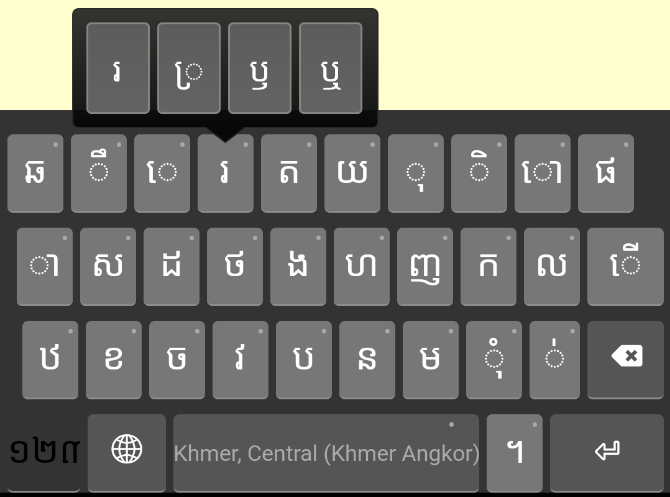 រ ្រ ឫ ឬ
ឆ ឹ េ រ ត យ ុ ិ ោ ផ
ា ស ដ ថ ង ហ ញ ក ល ើ
ឋ ខ ច វ ប ន ម ុំ ់
១២៣ Khmer, Central (Khmer Angkor) ។